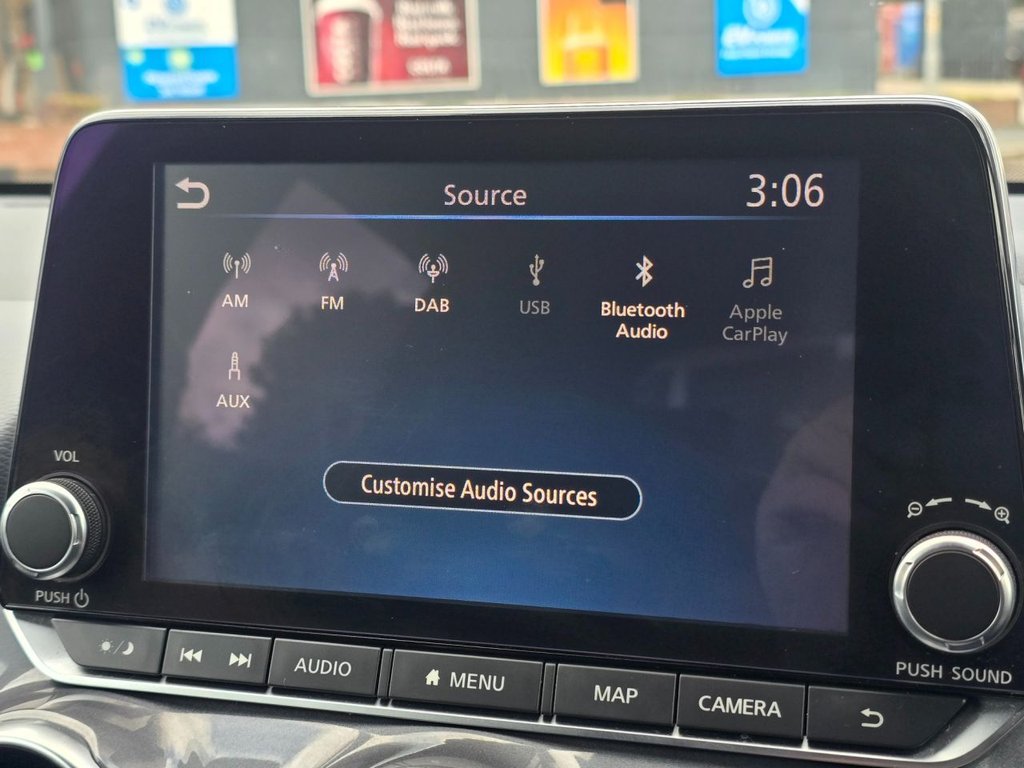 Source
3:06
AM
FM
DAB
USB
Bluetooth
Audio
Apple
CarPlay
AUX
Customise Audio Sources
VOL
PUSH
PUSH SOUND
AUDIO
MENU
MAP
CAMERA